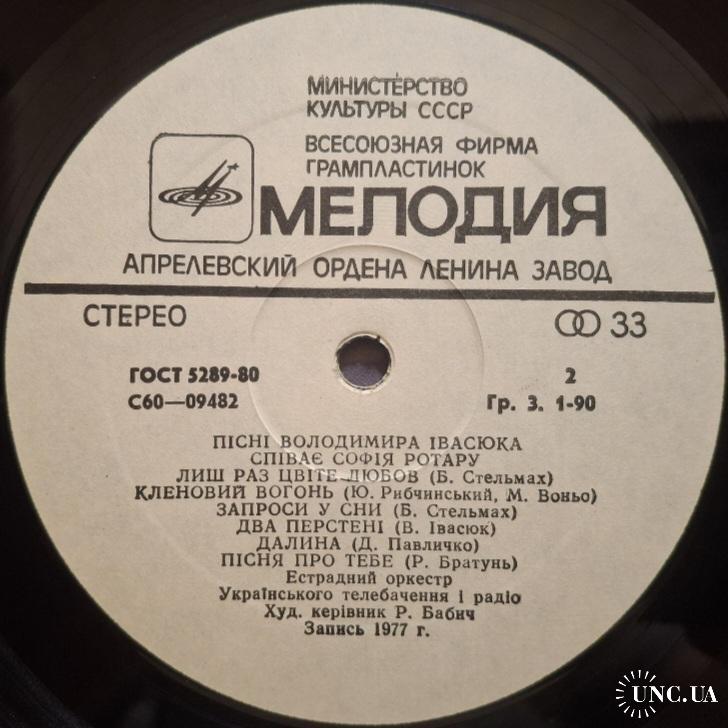 МИНИСТЕРСТВО
КУЛЬТУРЫ СССР
ВСЕСОЮЗНАЯ ФИРМА
ГРАМПЛАСТИНОК
МЕЛОДИЯ
АПРЕЛЕВСКИЙ ОРДЕНА ЛЕНИНА ЗАВОД
СТЕРЕО 33
ГОСТ 5289-80 2
С60—09482 Гр. 3. 1-90
ПІСНІ ВОЛОДИМИРА ІВАСЮКА
СПІВАЄ СОФІЯ РОТАРУ
ЛИШ РАЗ ЦВІТЕ ЛЮБОВ (Б. Стельмах)
КЛЕНОВИЙ ВОГОНЬ (Ю. Рибчинський, М. Воньо)
ЗАПРОСИ У СНИ (Б. Стельмах)
ДВА ПЕРСТЕНІ (В. Івасюк)
ДАЛИНА (Д. Павличко)
ПІСНЯ ПРО ТЕБЕ (Р. Братунь)
Естрадний оркестр
Українського телебачення і радіо
Худ. керівник Р. Бабич
Запись 1977 г.
UNC.UA